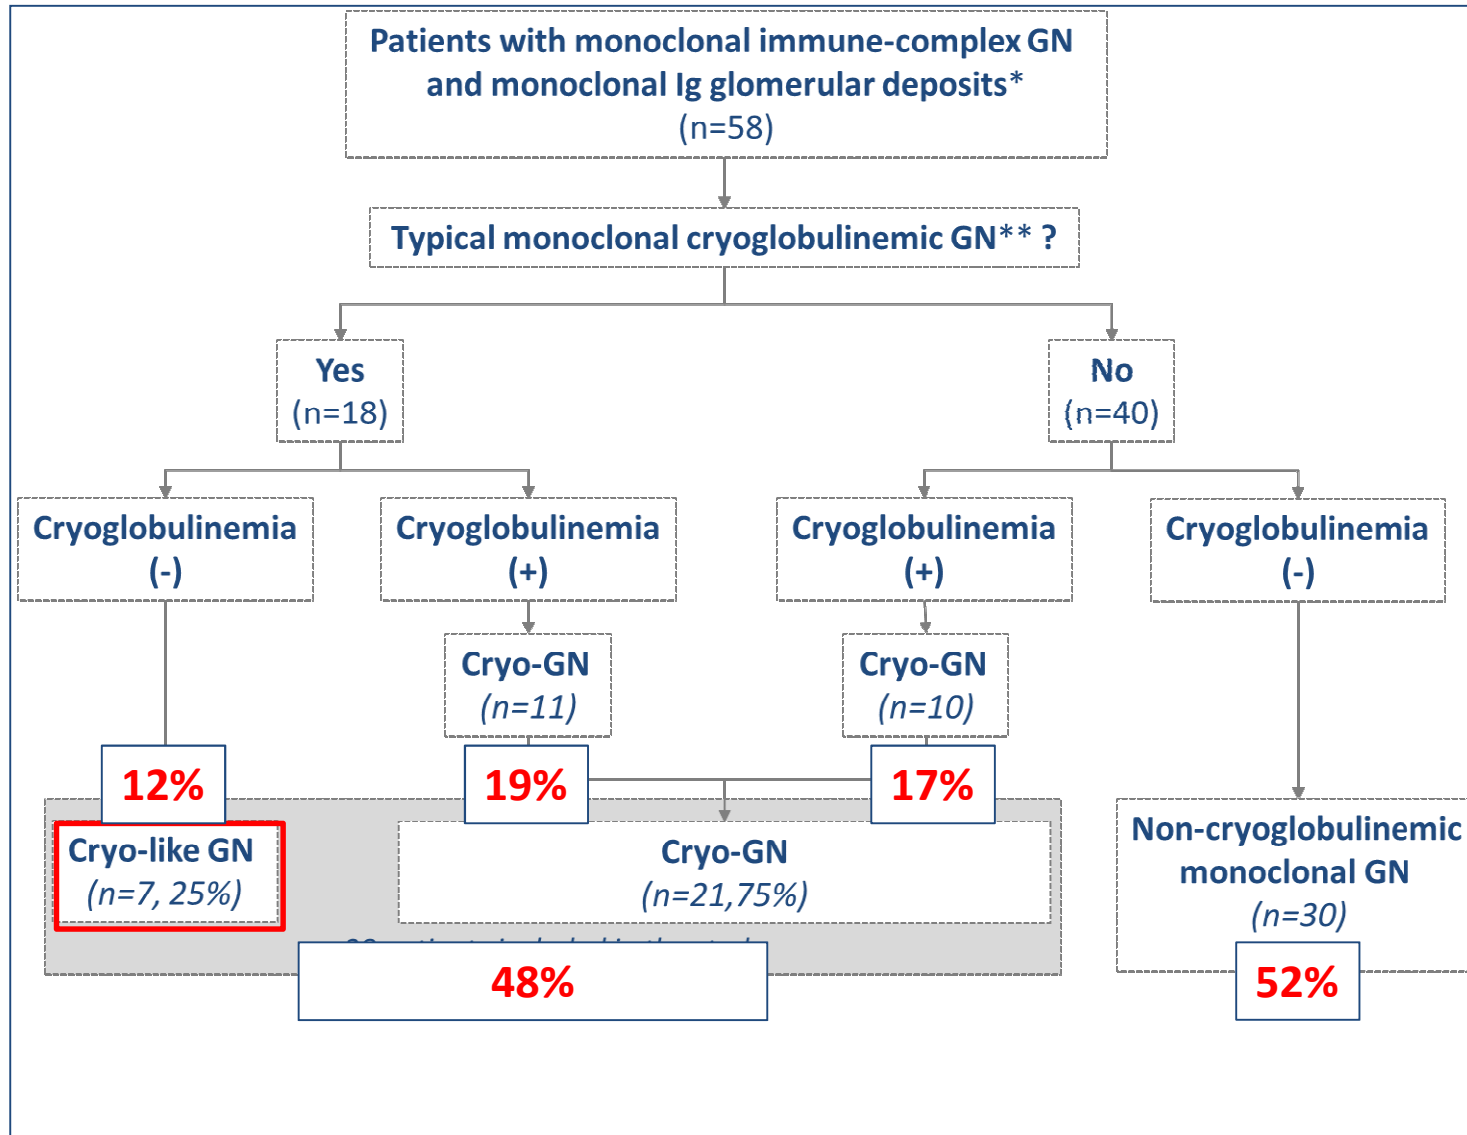 Patients with monoclonal immune-complex GN
and monoclonal Ig glomerular deposits*
(n=58)
Typical monoclonal cryoglobulinemic GN** ?
Yes
(n=18)
No
(n=40)
Cryoglobulinemia
(-)
Cryoglobulinemia
(+)
Cryoglobulinemia
(+)
Cryoglobulinemia
(-)
Cryo-GN
(n=11)
Cryo-GN
(n=10)
12%
19%
17%
Cryo-like GN
(n=7, 25%)
Cryo-GN
(n=21,75%)
Non-cryoglobulinemic
monoclonal GN
(n=30)
48%
52%